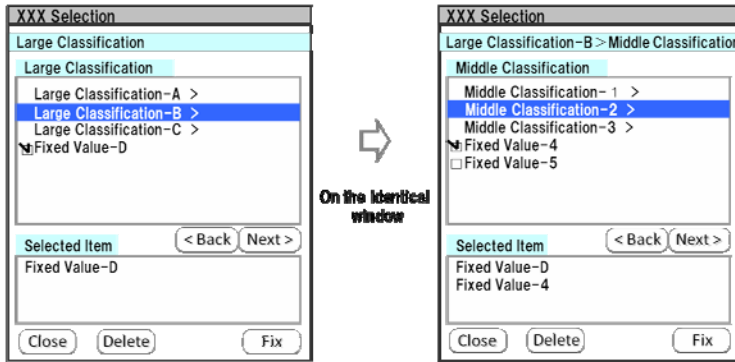 XXX Selection
Large Classification
Large Classification
Large Classification-A >
Large Classification-B >
Large Classification-C >
Fixed Value-D
< Back Next >
Selected Item
Fixed Value-D
Close Delete Fix
On the Identical
window
XXX Selection
Large Classification-B>Middle Classification
Middle Classification
Middle Classification- 1 >
Middle Classification-2 >
Middle Classification-3 >
Fixed Value-4
Fixed Value-5
< Back Next >
Selected Item
Fixed Value-D
Fixed Value-4
Close Delete Fix